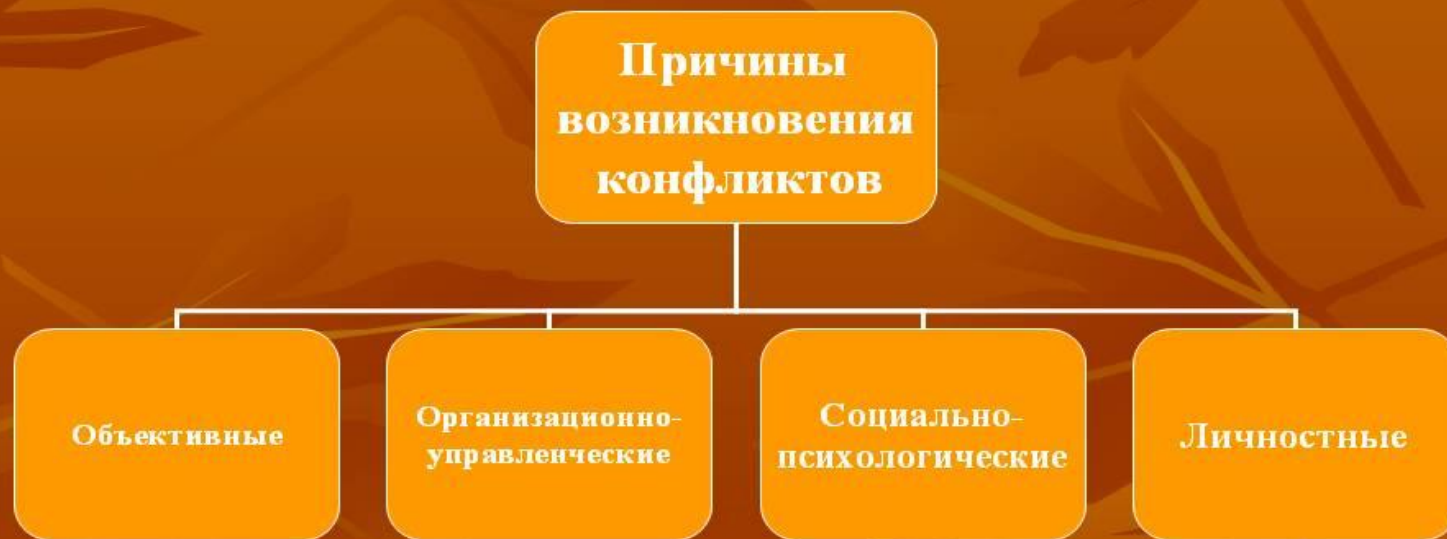 Причины
возникновения
конфликтов
Объективные
Организационно-
управленческие
Социально-
психологические
Личностные